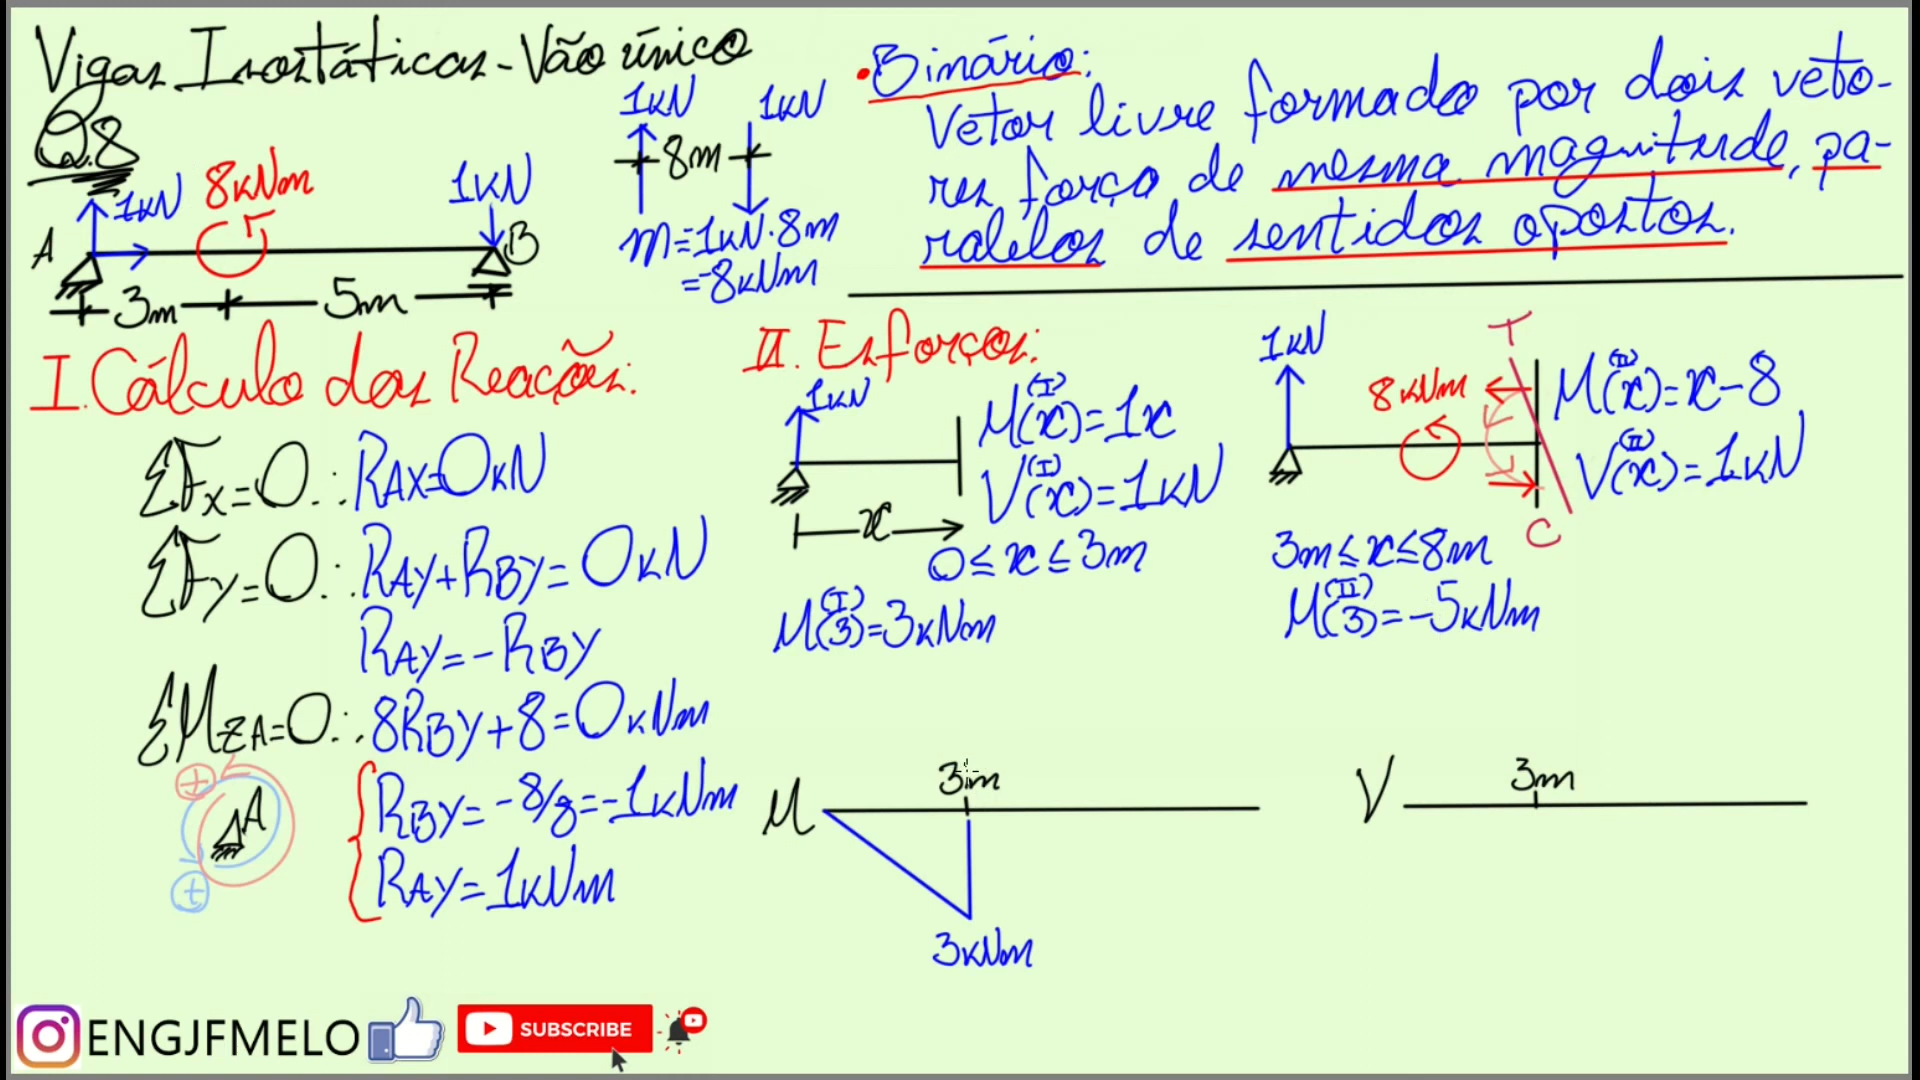 Vigas Isostáticas - Vão único
Q.8
1kN
8kNm
1kN
A
B
3m
5m
1kN
1kN
8m
m=1kN·8m
=-8kNm
• Binário:
Vetor livre formado por dois veto-
res força de mesma magnitude, pa-
ralelos de sentidos opostos.
I. Cálculo das Reações:
ΣFx=0∴ RAX=0kN
ΣFy=0∴ RAY+RBY=0kN
RAY=-RBY
ΣMZA=0∴ 8RBY+8=0kNm
RBY=-8/8=-1kNm
RAY=1kNm
+
A
+
II. Esforços:
1kN
x
M(I)(x)=1x
V(I)(x)=1kN
0≤x≤3m
M(I)(3)=3kNm
1kN
8kNm
T
C
M(II)(x)=x-8
V(II)(x)=1kN
3m≤x≤8m
M(II)(3)=-5kNm
M
3m
3kNm
V
3m
ENGJFMELO
SUBSCRIBE